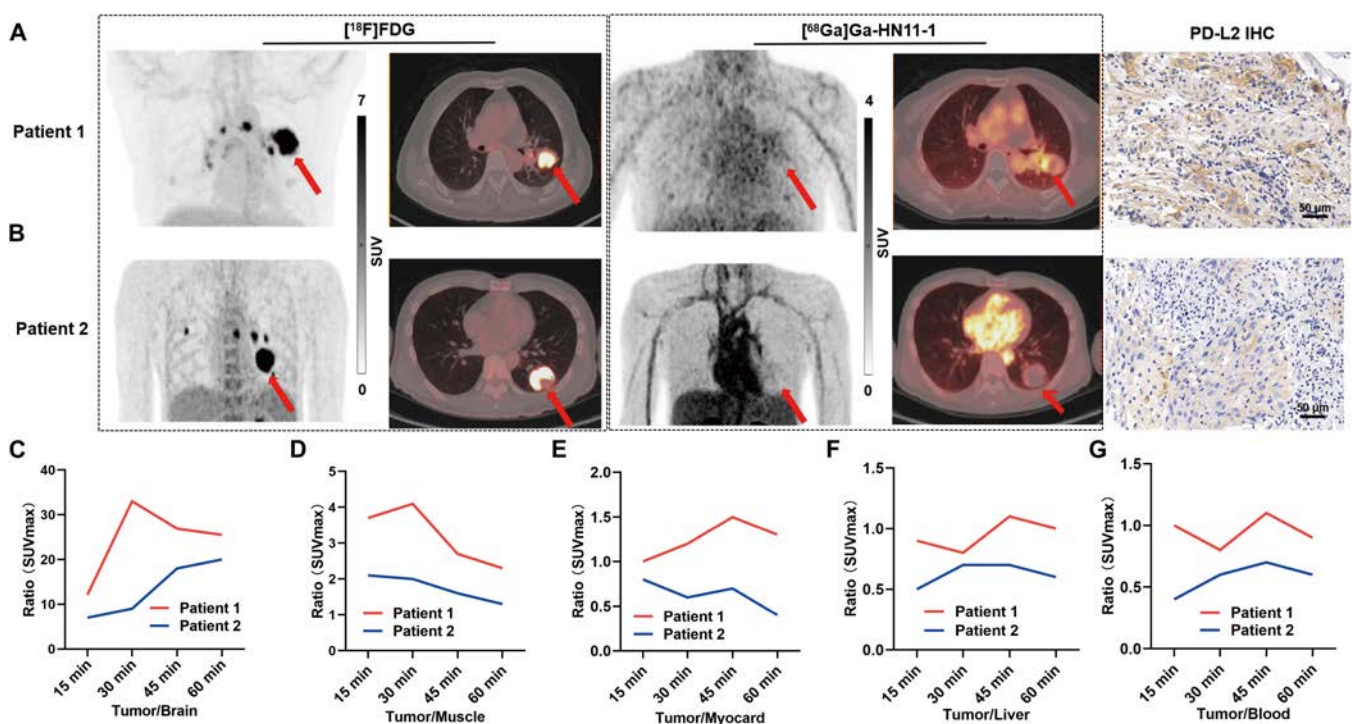 A
[¹⁸F]FDG
[⁶⁸Ga]Ga-HN11-1
PD-L2 IHC
Patient 1
7
SUV
0
4
SUV
0
50 μm
B
Patient 2
50 μm
C
Ratio (SUVmax)
40
30
20
10
0
Patient 1
Patient 2
15 min
30 min
45 min
60 min
Tumor/Brain
D
Ratio (SUVmax)
5
4
3
2
1
0
Patient 1
Patient 2
15 min
30 min
45 min
60 min
Tumor/Muscle
E
Ratio (SUVmax)
2.0
1.5
1.0
0.5
0.0
Patient 1
Patient 2
15 min
30 min
45 min
60 min
Tumor/Myocard
F
Ratio (SUVmax)
1.5
1.0
0.5
0.0
Patient 1
Patient 2
15 min
30 min
45 min
60 min
Tumor/Liver
G
Ratio (SUVmax)
1.5
1.0
0.5
0.0
Patient 1
Patient 2
15 min
30 min
45 min
60 min
Tumor/Blood